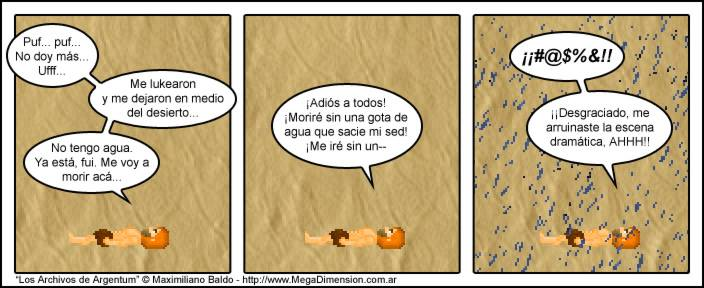 Puf... puf...
No doy más...
Ufff...
Me lukearon
y me dejaron en medio
del desierto...
No tengo agua.
Ya está, fui. Me voy a
morir acá...
¡Adiós a todos!
¡Moriré sin una gota de
agua que sacie mi sed!
¡Me iré sin un--
¡¡#@$%&!!
¡¡Desgraciado, me
arruinaste la escena
dramática, AHHH!!
"Los Archivos de Argentum" © Maximiliano Baldo - http://www.MegaDimension.com.ar